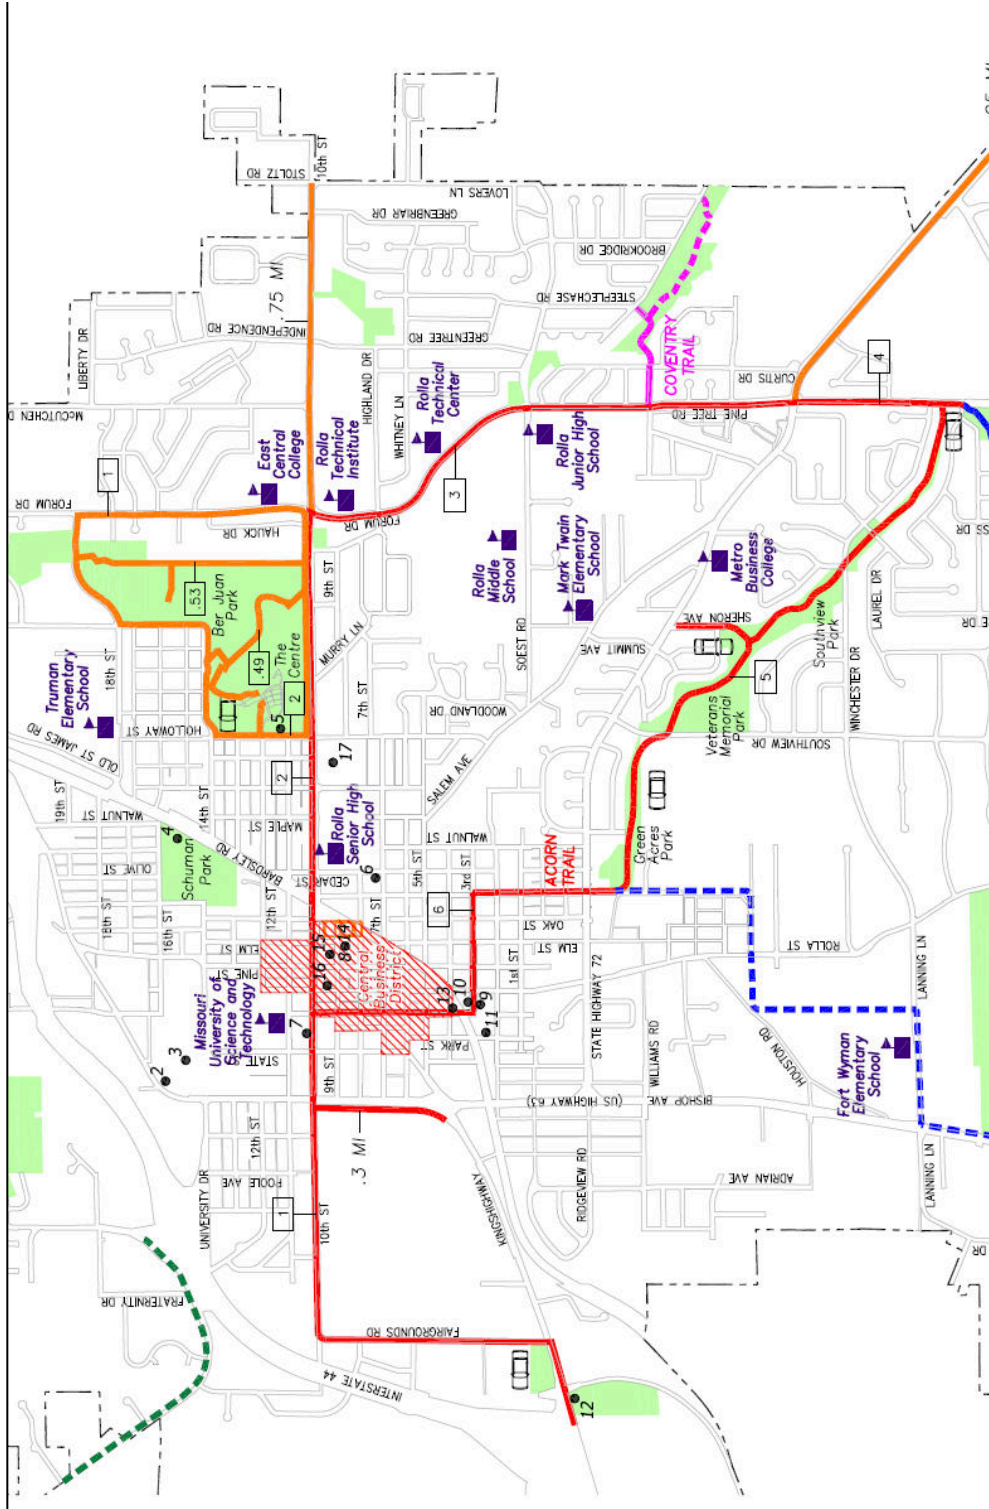 10th ST
STOLTZ RD
LOVERS LN
GREENBRIAR DR
BROOKRIDGE DR
STEEPLECHASE RD
.75 MI
INDEPENDENCE RD
GREENTREE RD
LIBERTY DR
HIGHLAND DR
WHITNEY LN
COVENTRY
TRAIL
CURTIS DR
4
McCUTCHEN D
PINE TREE RD
Rolla
Technical
Center
East
Central
College
Rolla
Technical
Institute
Rolla
Junior High
School
1
3
FORUM DR
FORUM DR
HAUCK DR
Rolla
Middle
School
Mark Twain
Elementary
School
Metro
Business
College
.53
Ber Juan
Park
9th ST
.49
The
Centre
MURRY LN
SOEST RD
SUMMIT AVE
SHERON AVE
LAUREL DR
Southview
Park
Truman
Elementary
School
18th ST
HOLLOWAY ST
2
5
7th ST
WOODLAND DR
5
Veterans
Memorial
Park
WINCHESTER DR
SOUTHVIEW DR
OLD ST JAMES RD
19th ST
WALNUT ST
14th ST
MAPLE ST
2
17
SALEM AVE
WALNUT ST
4
Schuman
Park
OLIVE ST
BARDSLEY RD
Rolla
Senior High
School
CEDAR ST
6
5th ST
3rd ST
ACORN
TRAIL
Green
Acres
Park
18th ST
16th ST
12th ST
ELM ST
PINE ST
15
14
8
16
7th ST
Central
Business
District
6
OAK ST
ELM ST
1st ST
ROLLA ST
LANNING LN
Missouri
University of
Science and
Technology
7
13
10
9
11
STATE HIGHWAY 72
2
3
STATE
9th ST
PARK ST
WILLIAMS RD
HOUSTON RD
Fort Wyman
Elementary
School
BISHOP AVE
(US HIGHWAY 63)
12th ST
POOLE AVE
UNIVERSITY DR
.3 MI
1
10th ST
KINGSHIGHWAY
RIDGEVIEW RD
ADRIAN AVE
LANNING LN
DR
FRATERNITY DR
FAIRGROUNDS RD
INTERSTATE 44
12